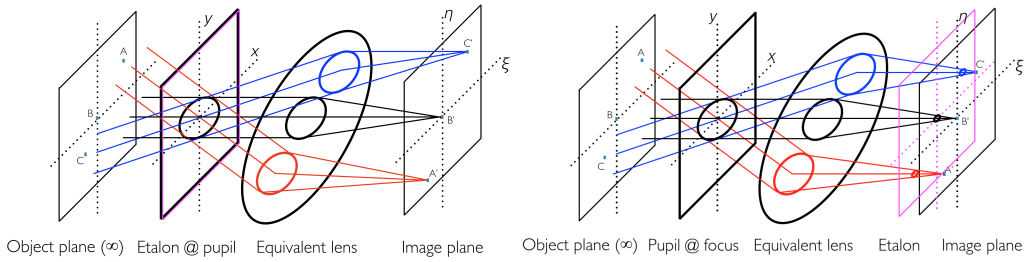 y
η
C'
A
x
ξ
B
B'
C
A'
Object plane (∞) Etalon @ pupil Equivalent lens Image plane
y
η
A
x
C'
ξ
B
B'
C
A'
Object plane (∞) Pupil @ focus Equivalent lens Etalon Image plane